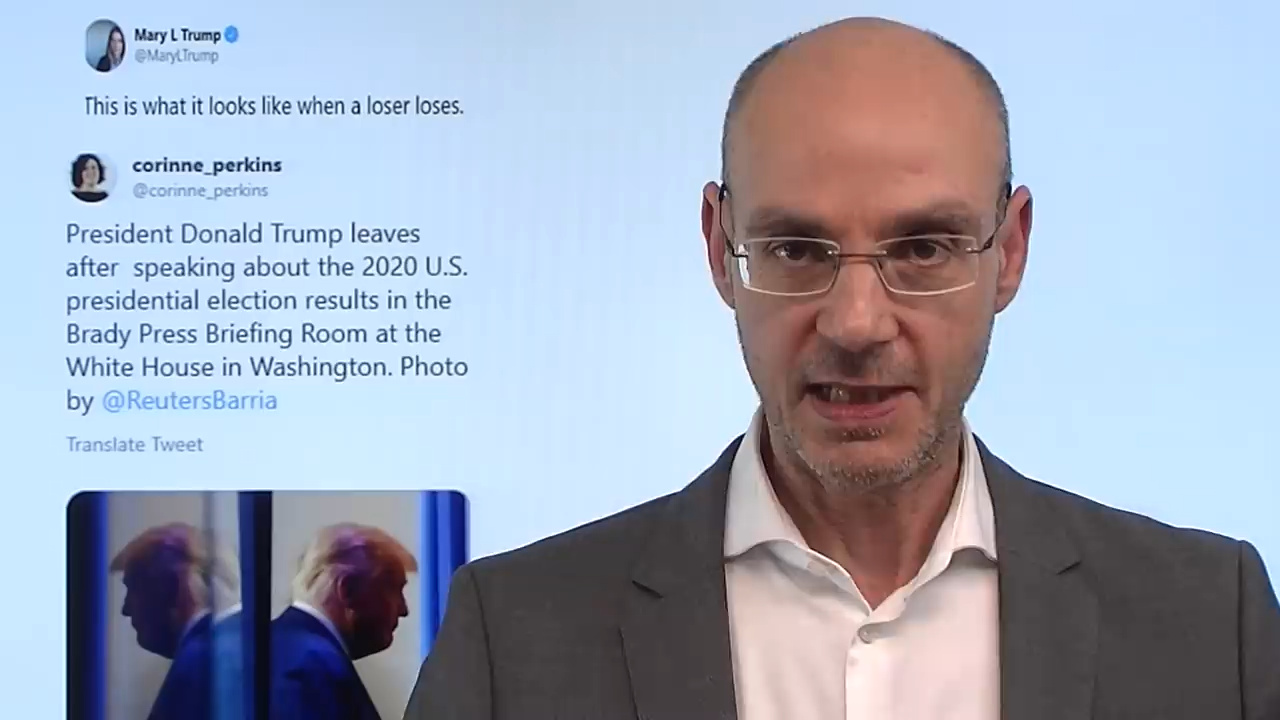 Mary L Trump
@MaryLTrump
This is what it looks like when a loser loses.
corinne_perkins
@corinne_perkins
President Donald Trump leaves
after speaking about the 2020 U.S.
presidential election results in the
Brady Press Briefing Room at the
White House in Washington. Photo
by @ReutersBarria
Translate Tweet